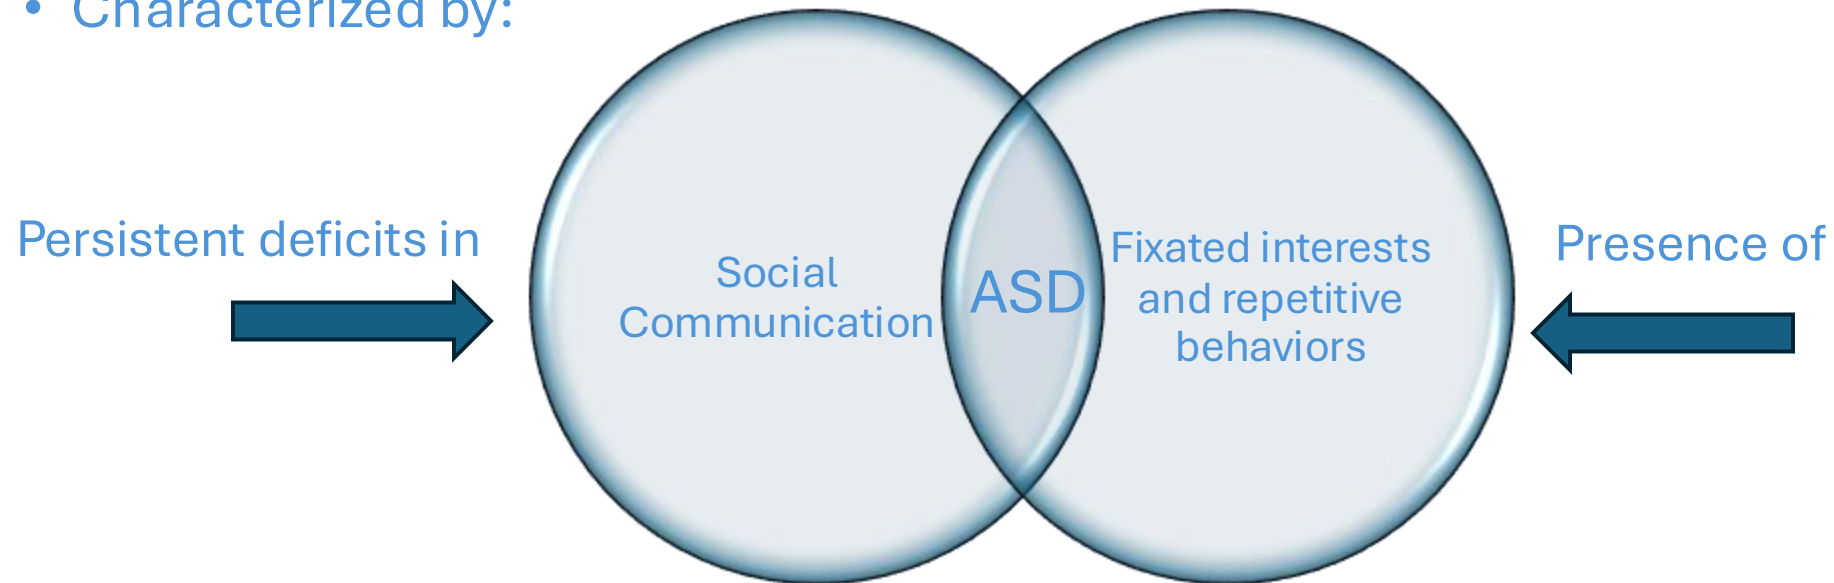 • Characterized by:
Persistent deficits in
Social
Communication
ASD
Fixated interests
and repetitive
behaviors
Presence of